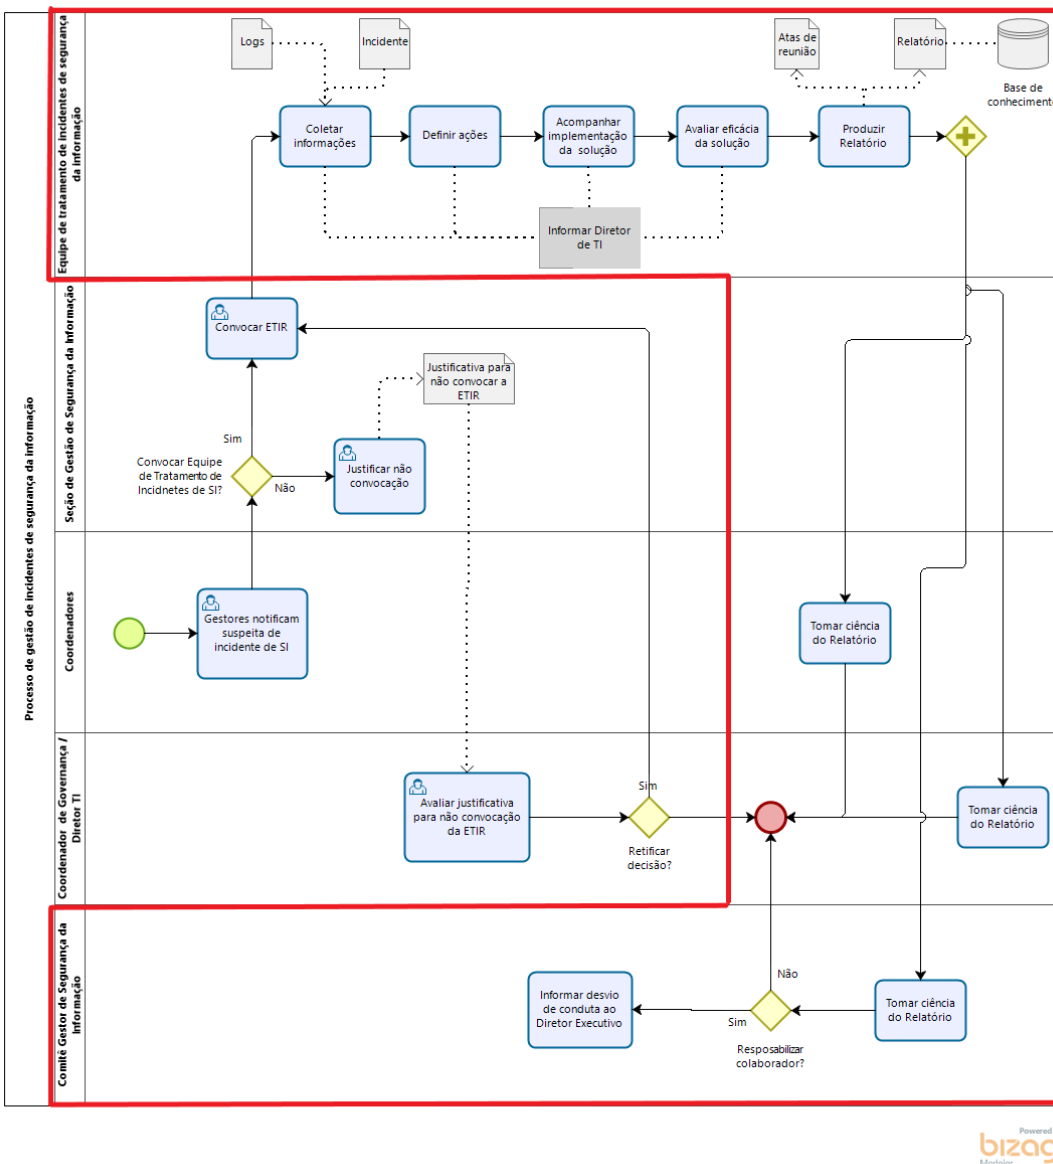 Processo de gestão de incidentes de segurança da informação
Equipe de tratamento de incidentes de segurança
da informação
Logs
Incidente
Atas de
reunião
Relatório
Base de
conheciment
Coletar
informações
Definir ações
Acompanhar
implementação
da solução
Avaliar eficácia
da solução
Produzir
Relatório
Informar Diretor
de TI
Seção de Gestão de Segurança da Informação
Convocar ETIR
Justificativa para
não convocar a
ETIR
Sim
Convocar Equipe
de Tratamento de
Incidnetes de SI?
Não
Justificar não
convocação
Coordenadores
Gestores notificam
suspeita de
incidente de SI
Tomar ciência
do Relatório
Coordenador de Governança /
Diretor TI
Avaliar justificativa
para não convocação
da ETIR
Sim
Retificar
decisão?
Tomar ciência
do Relatório
Comitê Gestor de Segurança da
Informação
Informar desvio
de conduta ao
Diretor Executivo
Não
Sim
Resposabilizar
colaborador?
Tomar ciência
do Relatório
Powered
bizag
Modeler